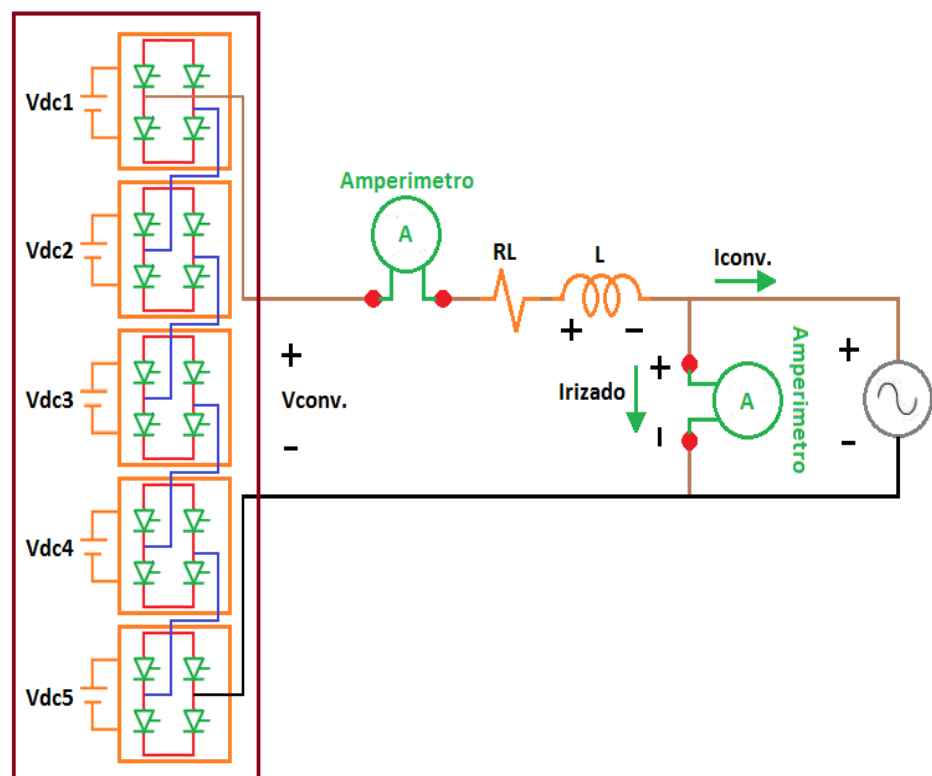 Vdc1
Vdc2
Vdc3
Vdc4
Vdc5
Amperimetro
A
RL
L
Iconv.
+
-
+
Vconv.
-
Irizado
+
-
A
Amperimetro
+
-